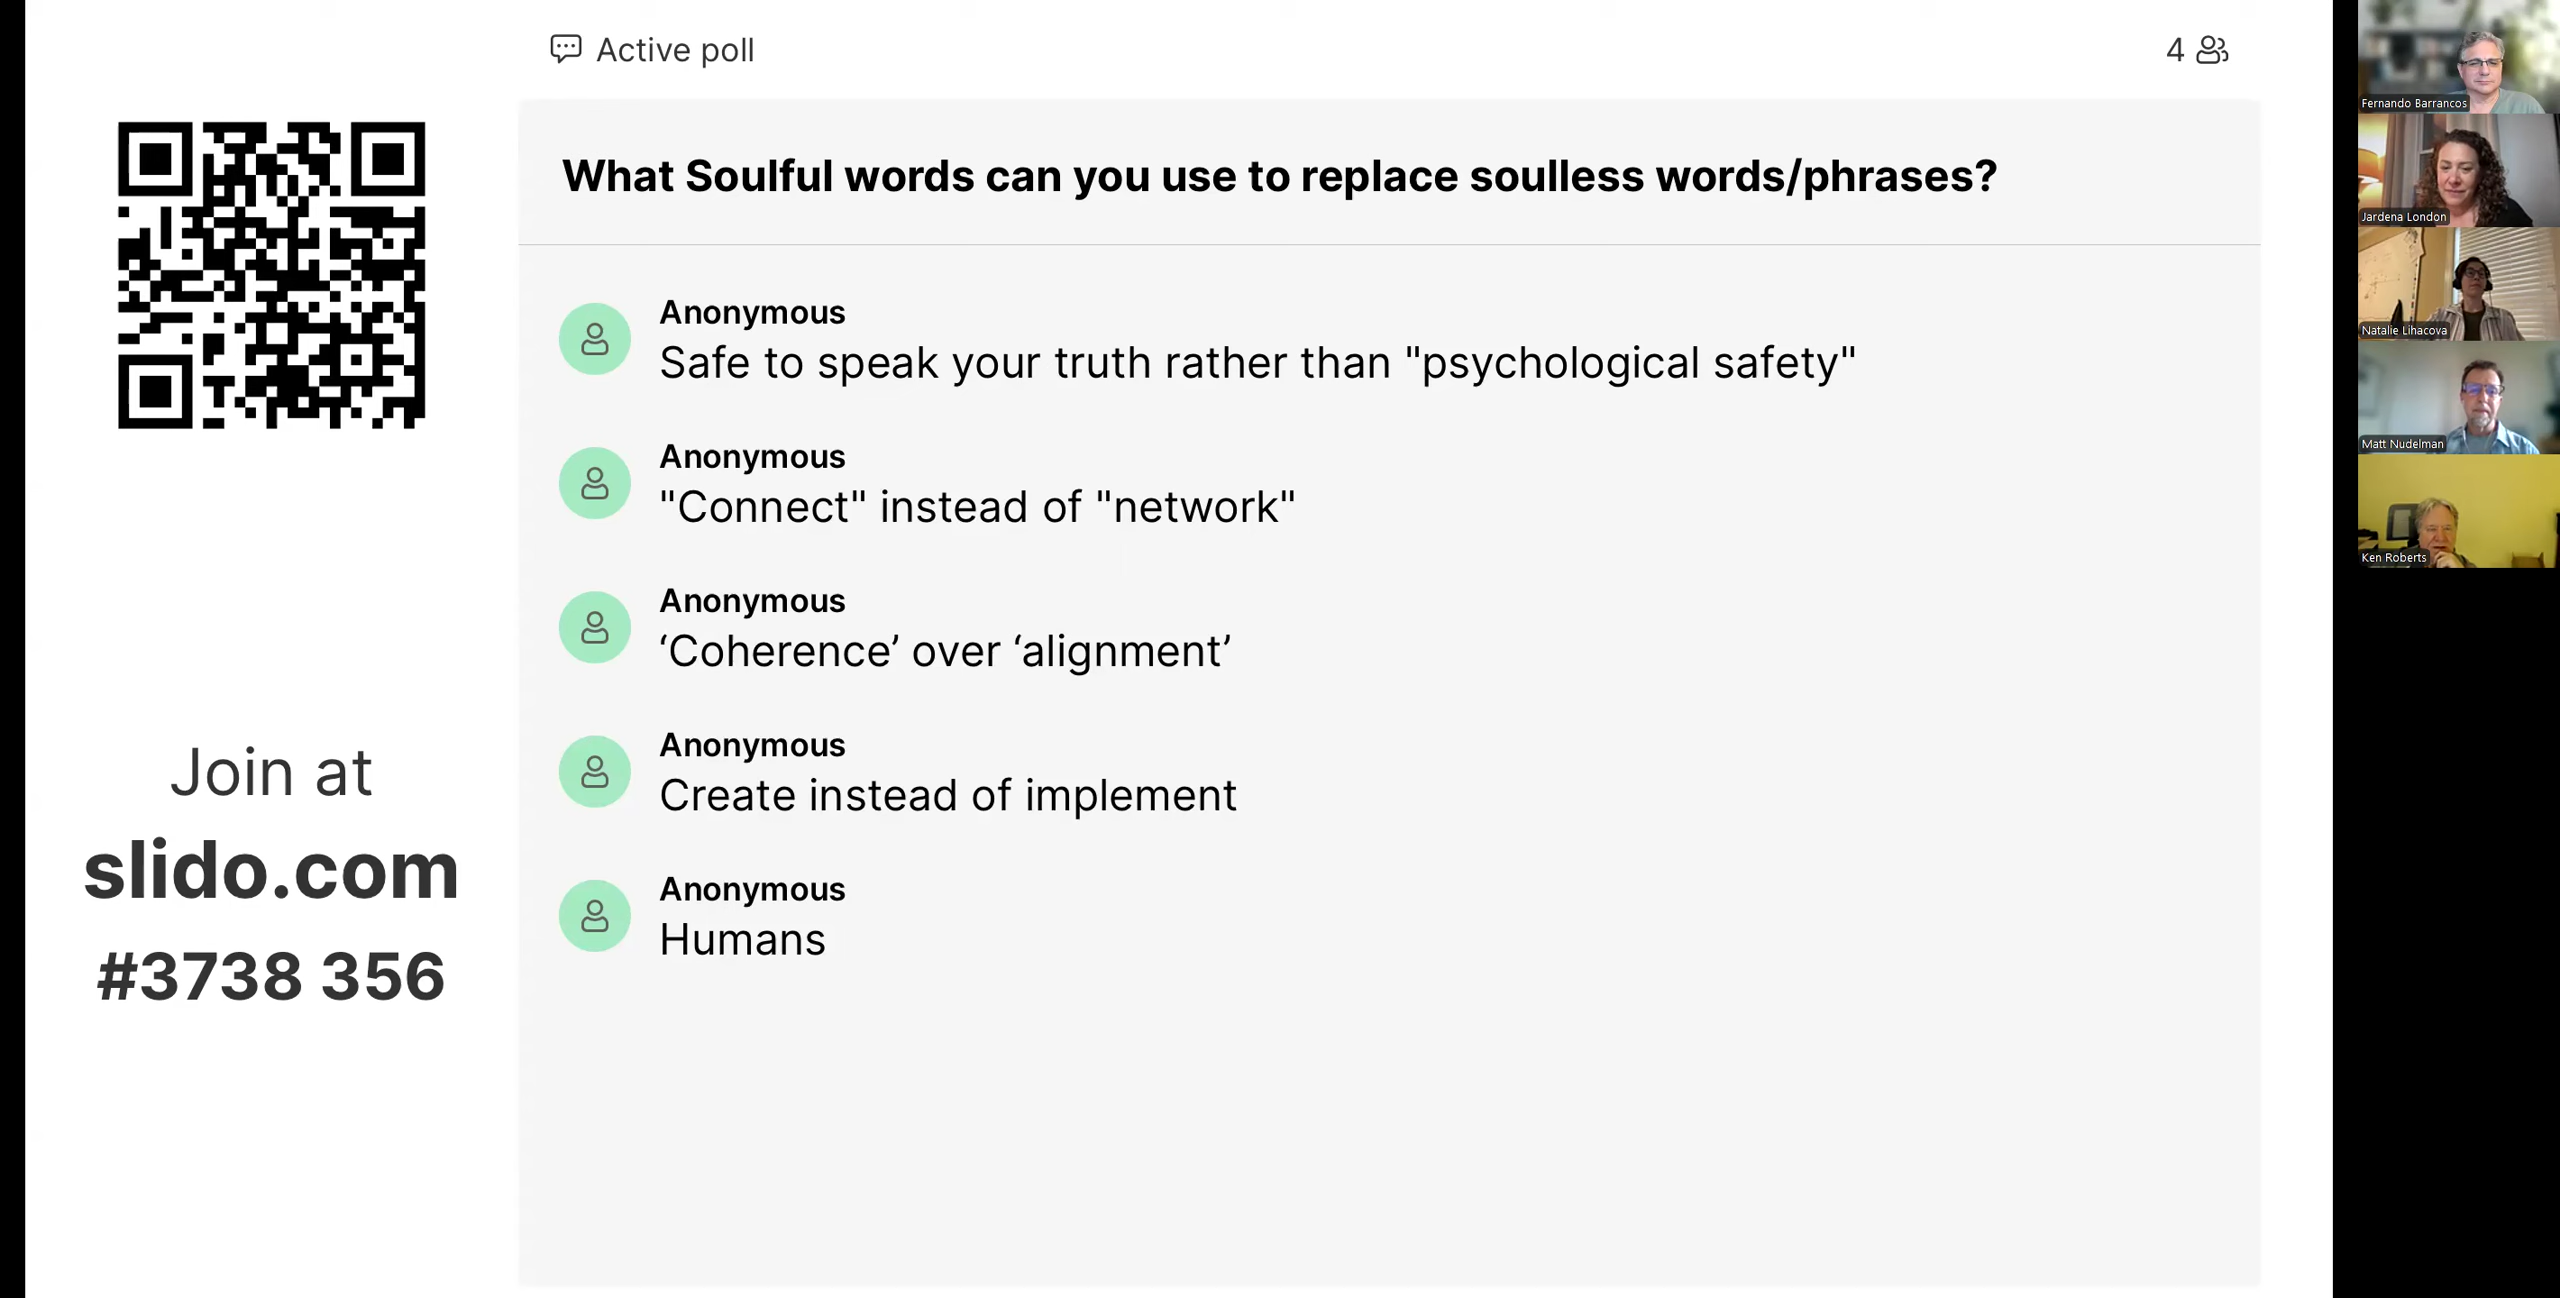 Active poll
4
What Soulful words can you use to replace soulless words/phrases?
Anonymous
Safe to speak your truth rather than "psychological safety"
Anonymous
"Connect" instead of "network"
Anonymous
‘Coherence’ over ‘alignment’
Anonymous
Create instead of implement
Anonymous
Humans
Join at
slido.com
#3738 356
Fernando Barrancos
Jardena London
Natalie Lihacova
Matt Nudelman
Ken Roberts